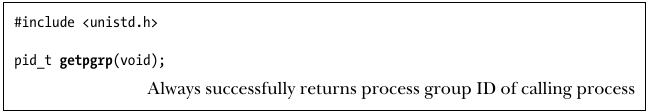 #include <unistd.h>
pid_t getpgrp(void);
Always successfully returns process group ID of calling process